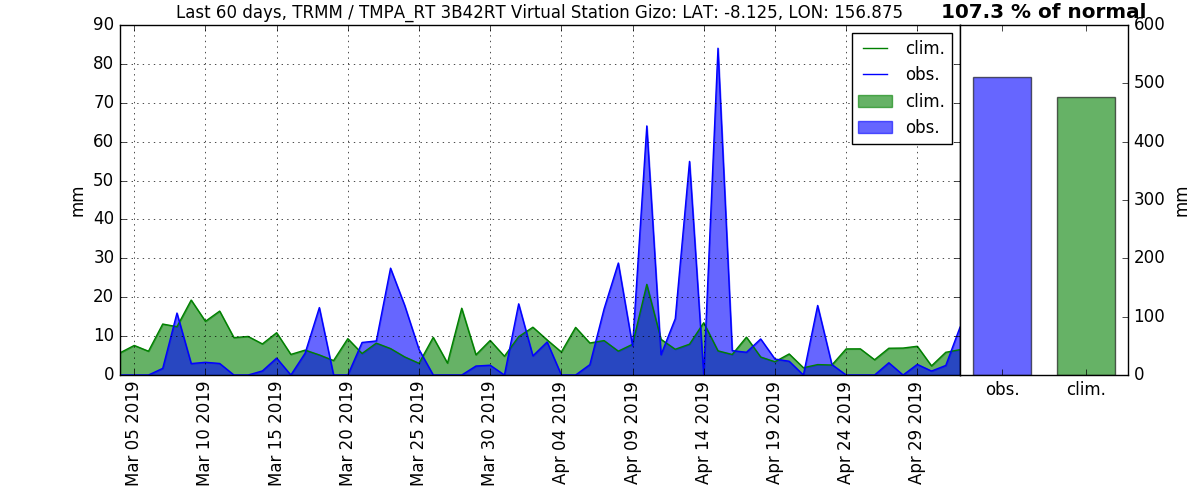 Last 60 days, TRMM / TMPA_RT 3B42RT Virtual Station Gizo: LAT: -8.125, LON: 156.875
107.3 % of normal
90
80
70
60
50
40
30
20
10
0
mm
clim.
obs.
clim.
obs.
Mar 05 2019
Mar 10 2019
Mar 15 2019
Mar 20 2019
Mar 25 2019
Mar 30 2019
Apr 04 2019
Apr 09 2019
Apr 14 2019
Apr 19 2019
Apr 24 2019
Apr 29 2019
600
500
400
300
200
100
0
mm
obs.
clim.